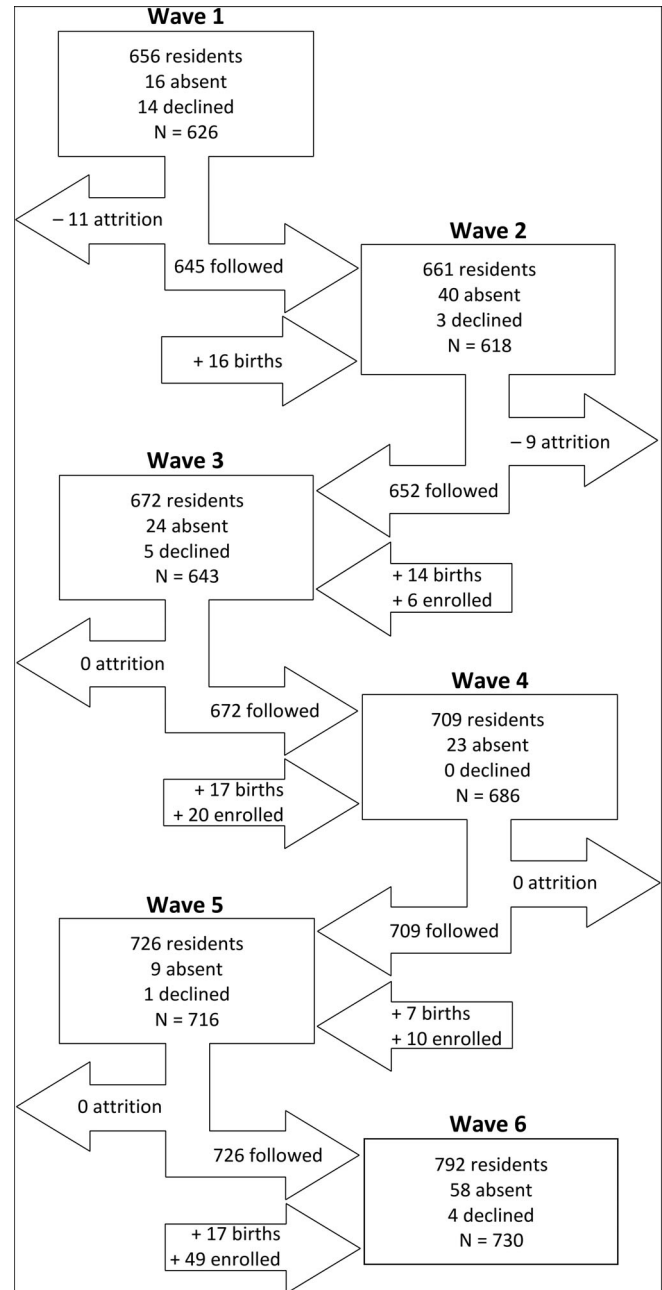 Wave 1
656 residents
16 absent
14 declined
N = 626
– 11 attrition
645 followed
+ 16 births
Wave 2
661 residents
40 absent
3 declined
N = 618
– 9 attrition
652 followed
+ 14 births
+ 6 enrolled
Wave 3
672 residents
24 absent
5 declined
N = 643
0 attrition
672 followed
+ 17 births
+ 20 enrolled
Wave 4
709 residents
23 absent
0 declined
N = 686
0 attrition
709 followed
+ 7 births
+ 10 enrolled
Wave 5
726 residents
9 absent
1 declined
N = 716
0 attrition
726 followed
+ 17 births
+ 49 enrolled
Wave 6
792 residents
58 absent
4 declined
N = 730